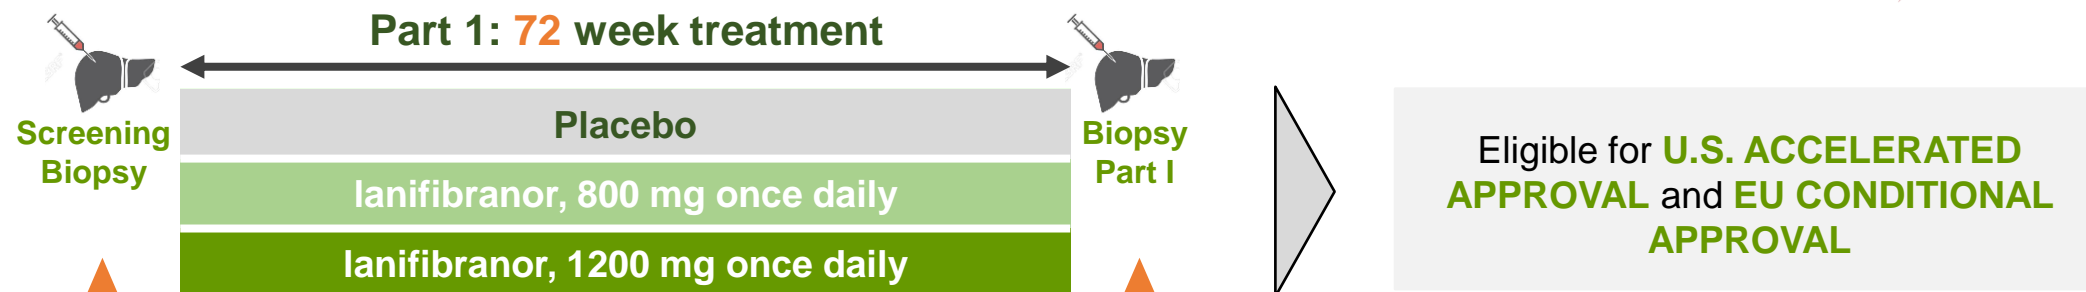 Part 1: 72 week treatment
Screening
Biopsy
Placebo
lanifibranor, 800 mg once daily
lanifibranor, 1200 mg once daily
Biopsy
Part I
Eligible for U.S. ACCELERATED
APPROVAL and EU CONDITIONAL
APPROVAL